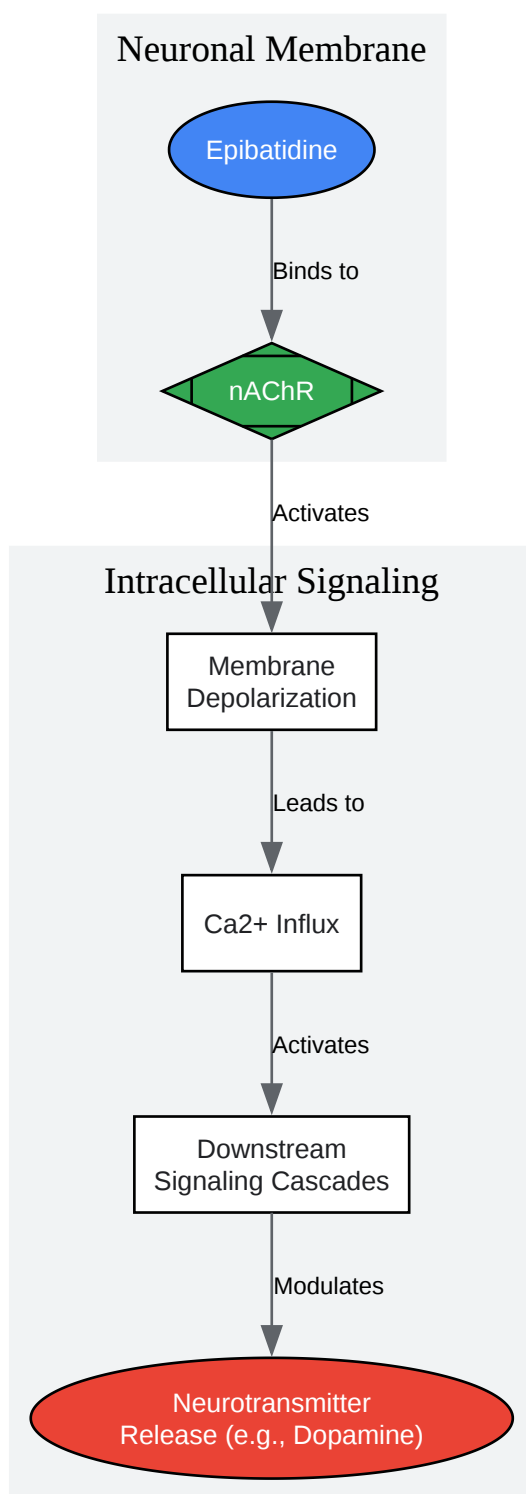 Neuronal Membrane
Epibatidine
Binds to
nAChR
Activates
Intracellular Signaling
Membrane
Depolarization
Leads to
Ca2+ Influx
Activates
Downstream
Signaling Cascades
Modulates
Neurotransmitter
Release (e.g., Dopamine)